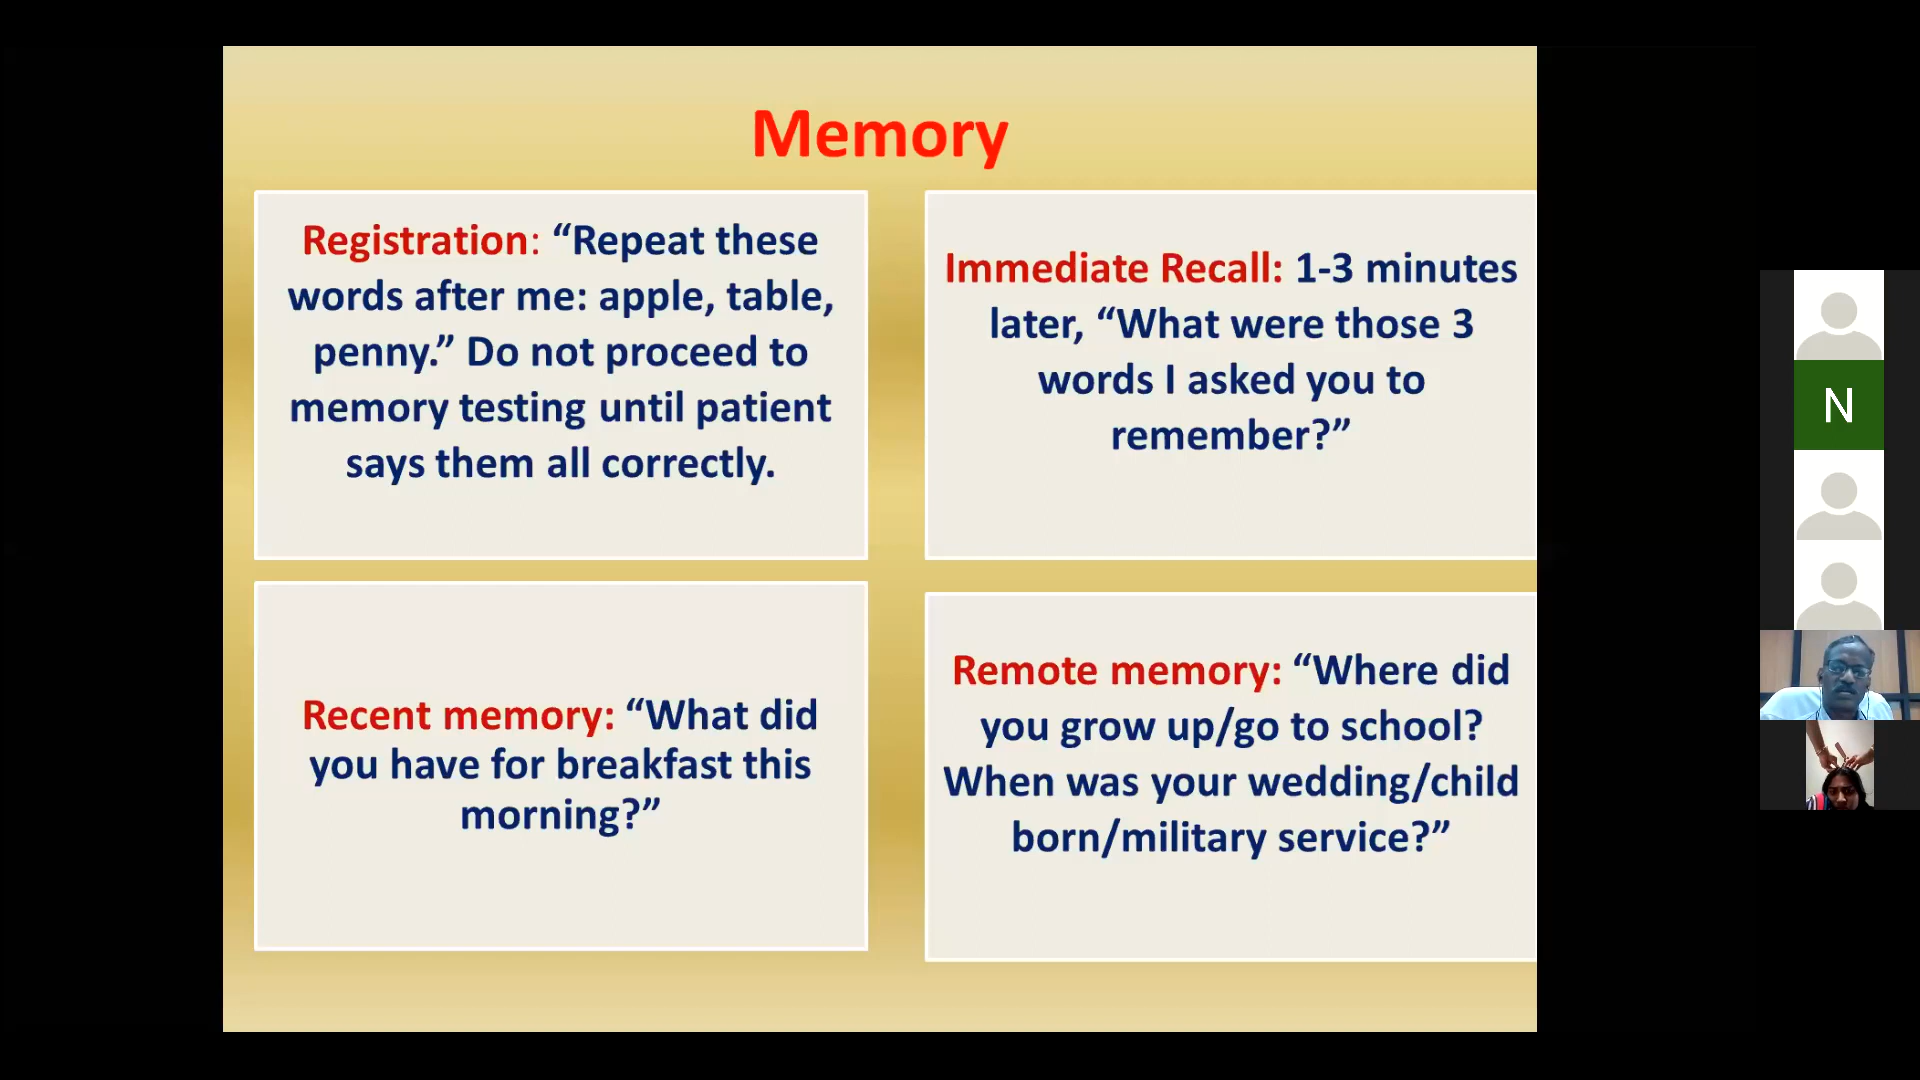 Memory
Registration: “Repeat these
words after me: apple, table,
penny.” Do not proceed to
memory testing until patient
says them all correctly.
Immediate Recall: 1-3 minutes
later, “What were those 3
words I asked you to
remember?”
Recent memory: “What did
you have for breakfast this
morning?”
Remote memory: “Where did
you grow up/go to school?
When was your wedding/child
born/military service?”
N